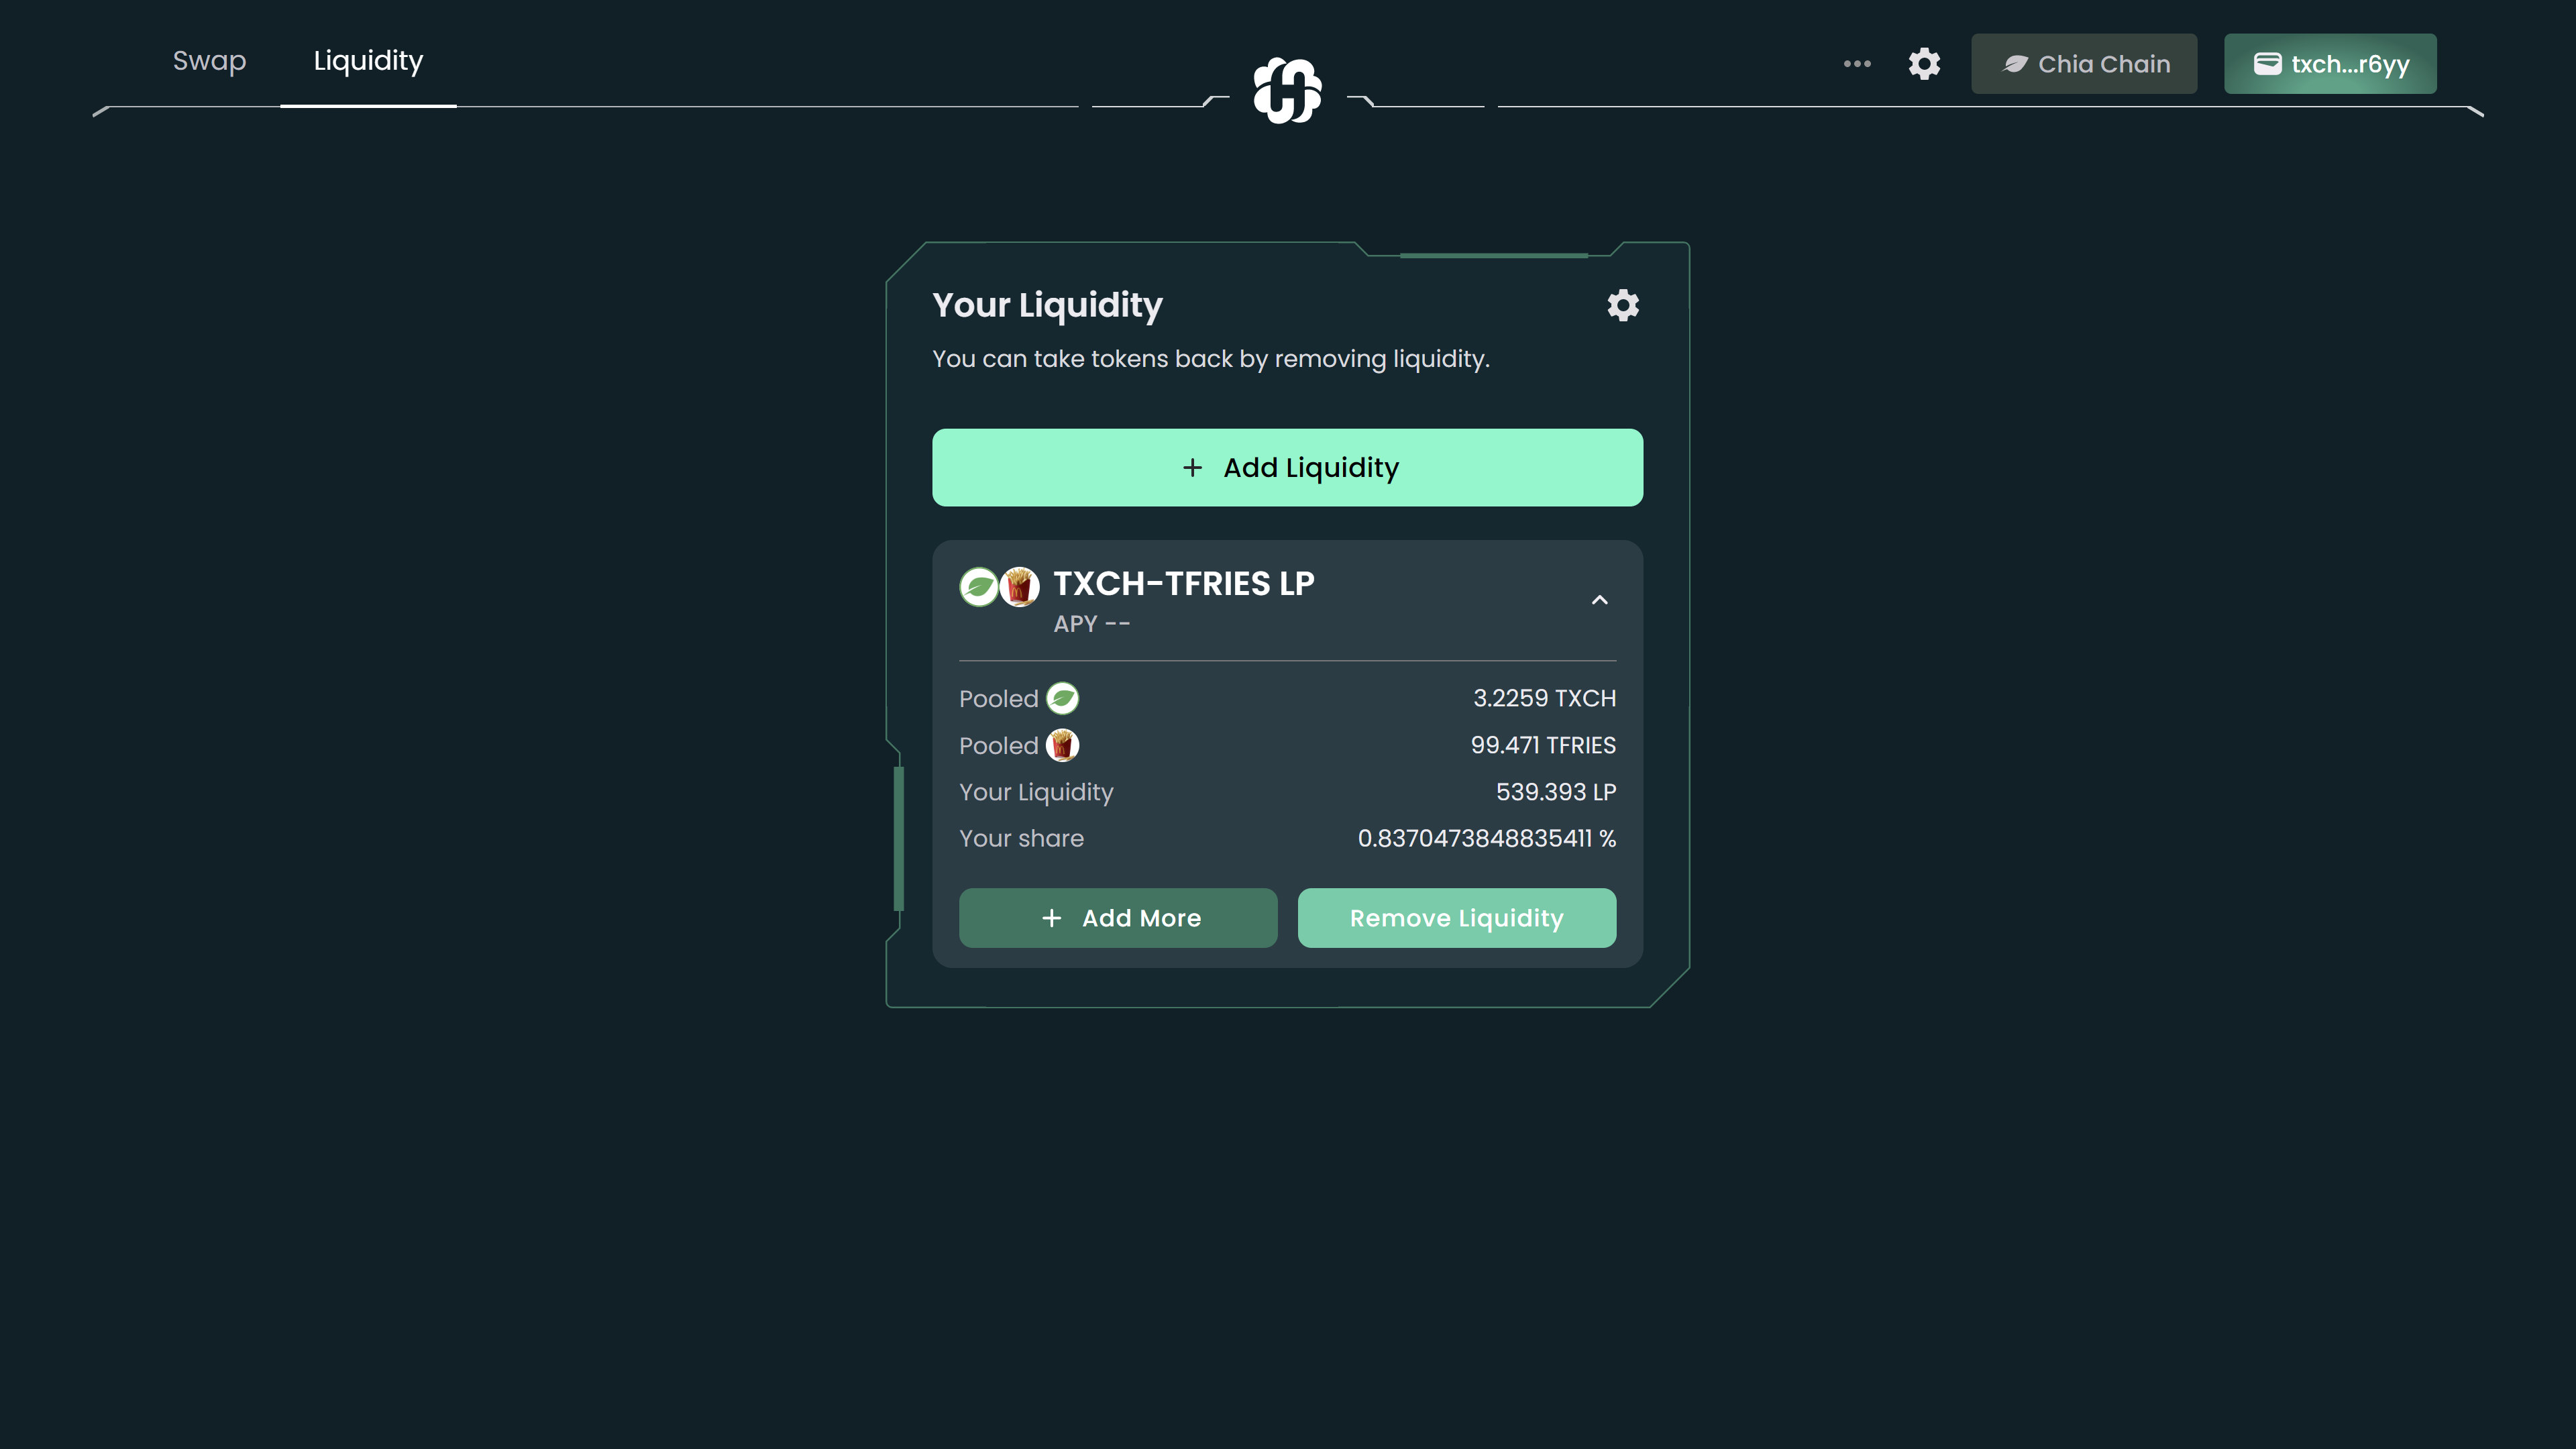 Swap
Liquidity
Chia Chain
txch...r6yy
Your Liquidity
You can take tokens back by removing liquidity.
+ Add Liquidity
TXCH-TFRIES LP
APY --
Pooled 3.2259 TXCH
Pooled 99.471 TFRIES
Your Liquidity 539.393 LP
Your share 0.8370473848835411 %
+ Add More
Remove Liquidity